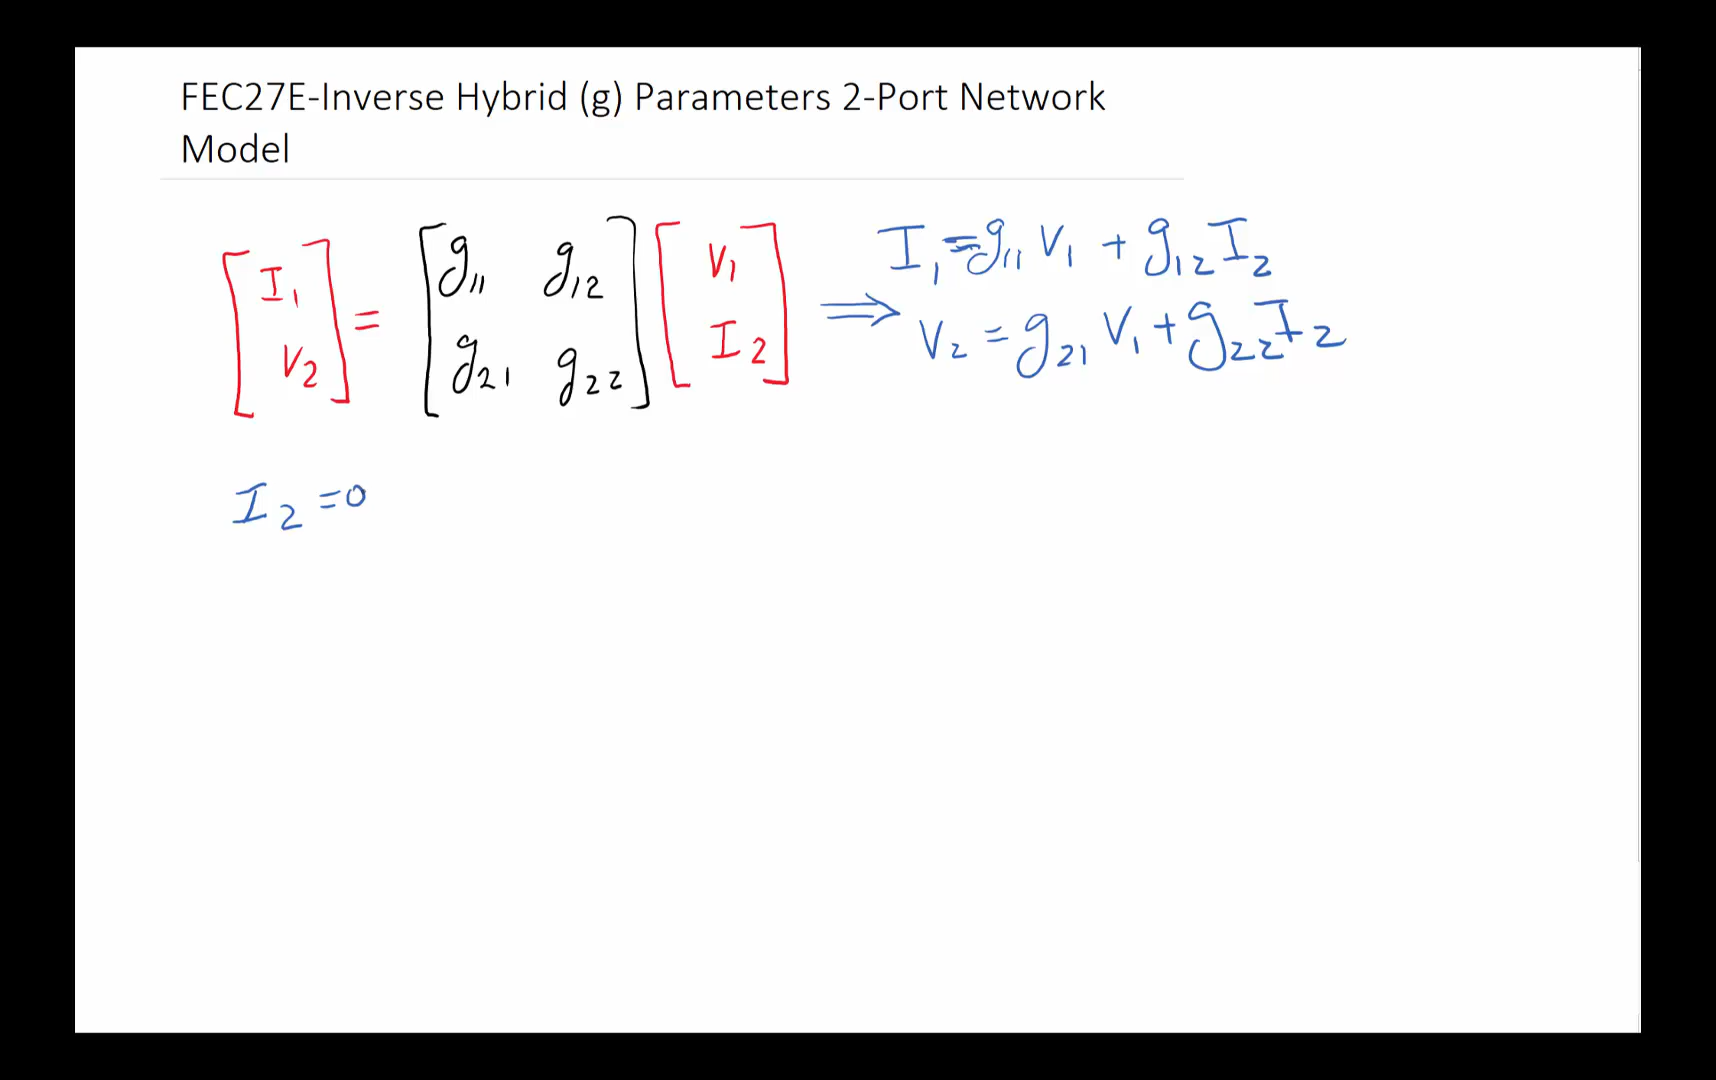 FEC27E-Inverse Hybrid (g) Parameters 2-Port Network
Model
[I₁ V₂] = [g₁₁ g₁₂ g₂₁ g₂₂] [V₁ I₂] ⇒
I₁ = g₁₁ V₁ + g₁₂ I₂
V₂ = g₂₁ V₁ + g₂₂ I₂
I₂ = 0